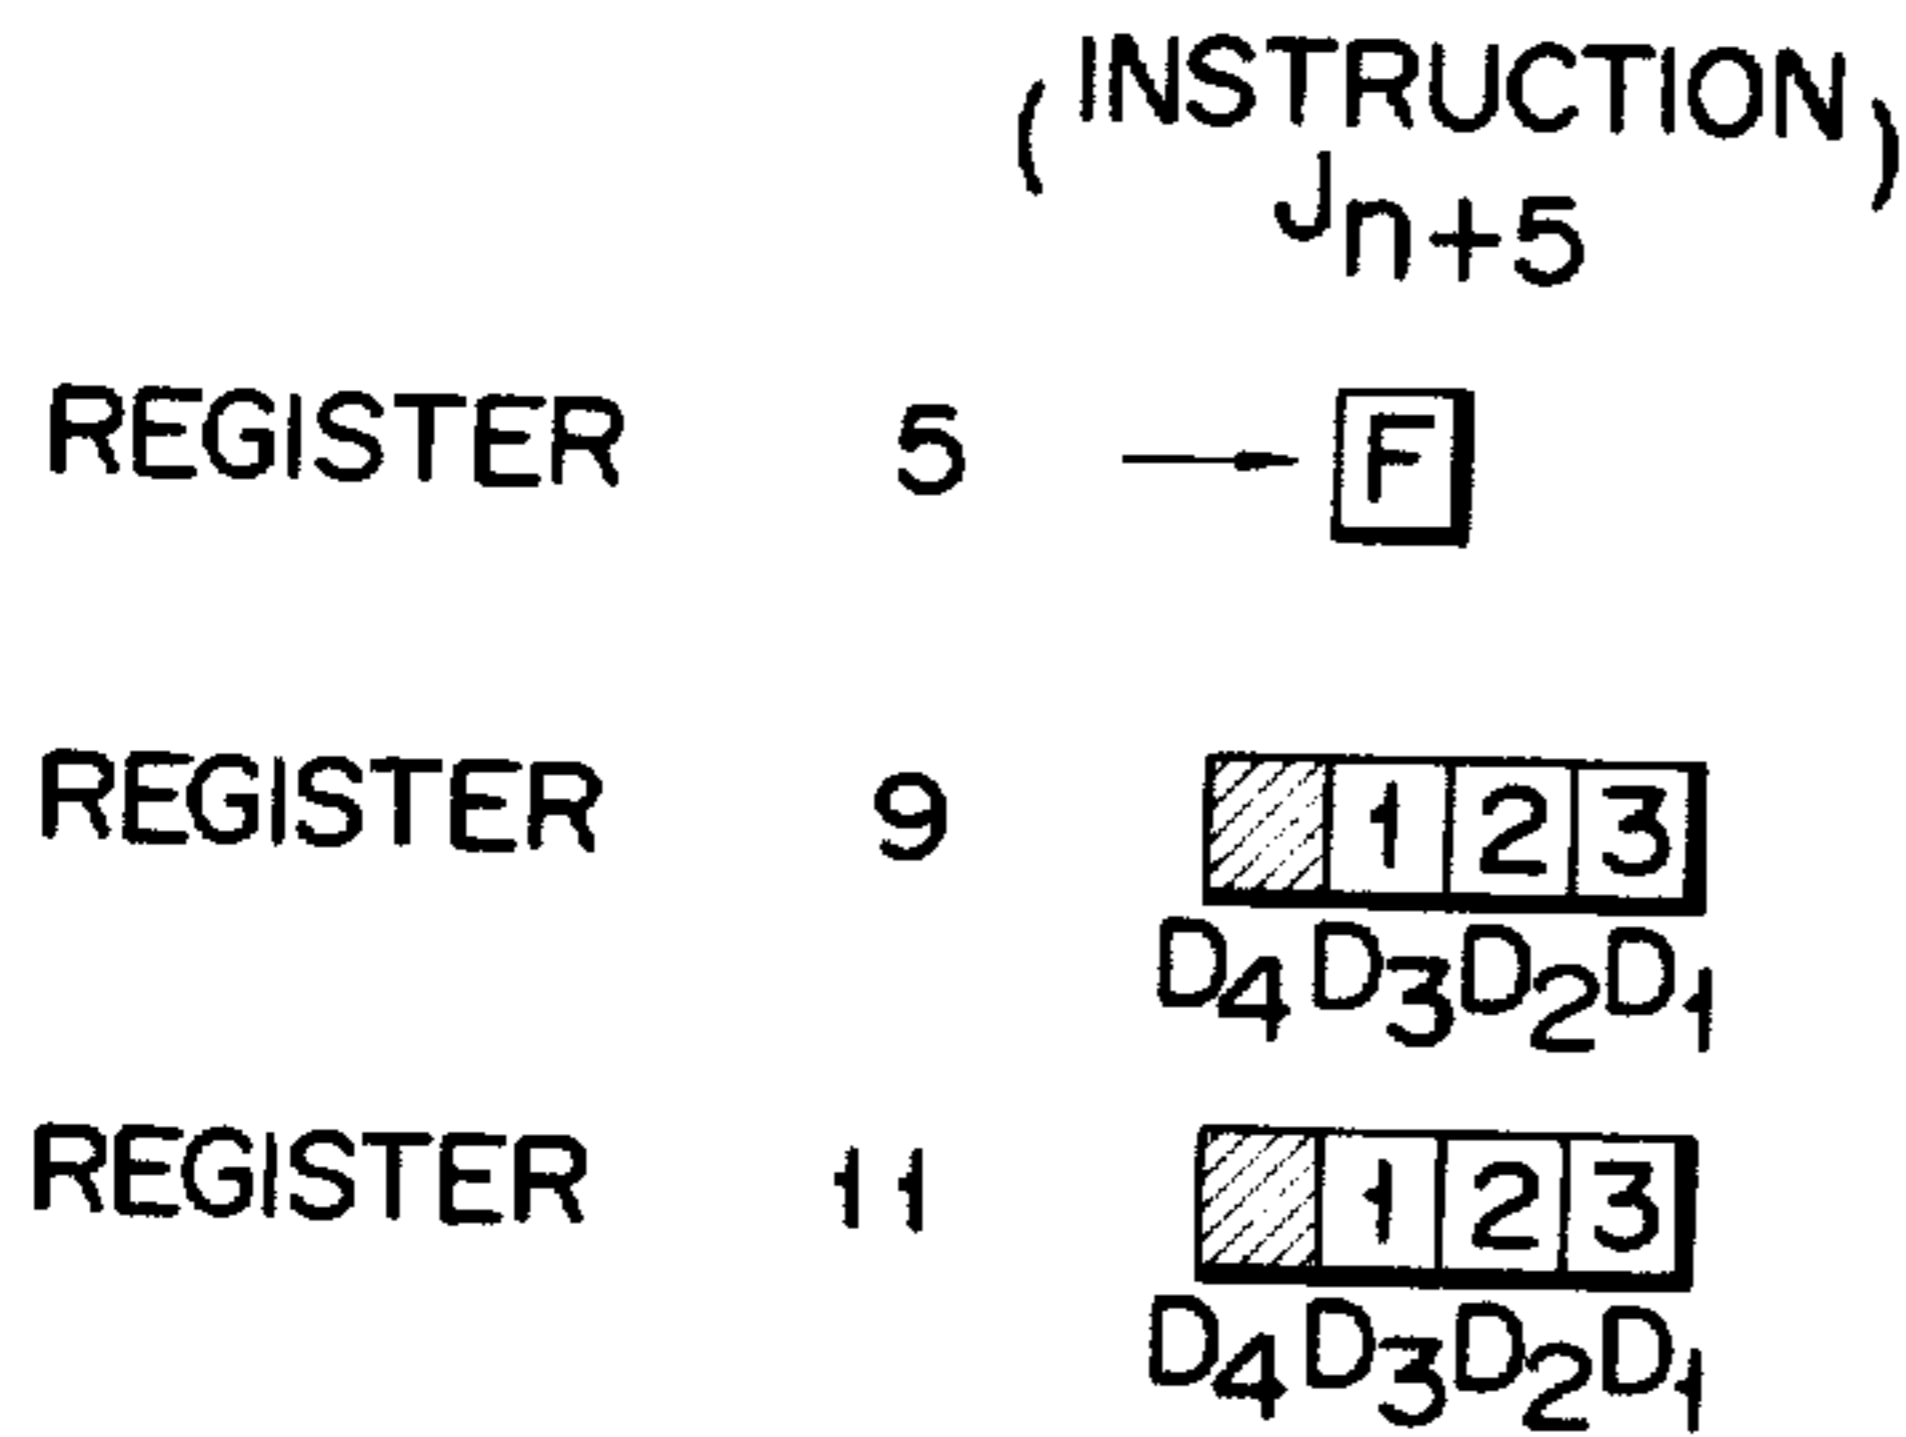 ( INSTRUCTION )
Jn+5
REGISTER 5 → F
REGISTER 9 1 2 3
D4 D3 D2 D1
REGISTER 11 1 2 3
D4 D3 D2 D1